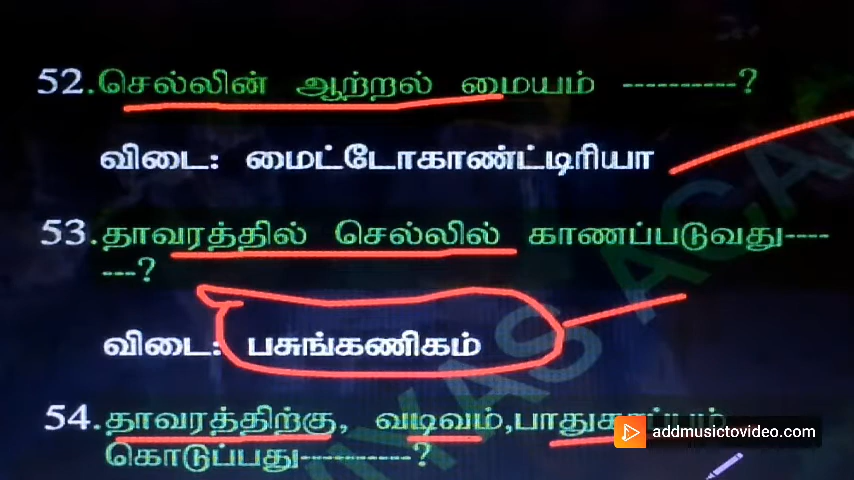 52.செல்லின் ஆற்றல் மையம் ----------?
விடை: மைட்டோகாண்ட்டிரியா
53.தாவரத்தில் செல்லில் காணப்படுவது----
---?
விடை: பசுங்கணிகம்
54.தாவரத்திற்கு, வடிவம்,பாதுகாப்பும்
addmusictovideo.com
கொடுப்பது----------?